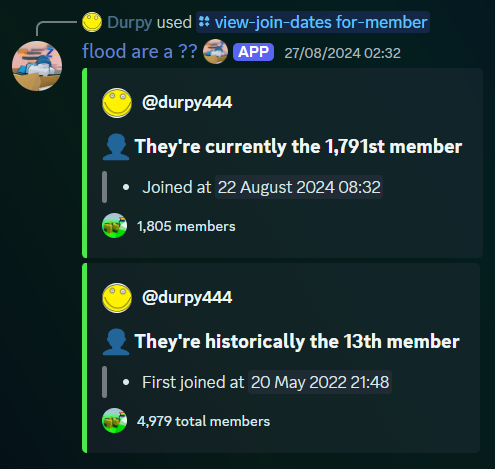 Durpy used view-join-dates for-member
flood are a ?? APP 27/08/2024 02:32
@durpy444
They're currently the 1,791st member
• Joined at 22 August 2024 08:32
1,805 members
@durpy444
They're historically the 13th member
• First joined at 20 May 2022 21:48
4,979 total members